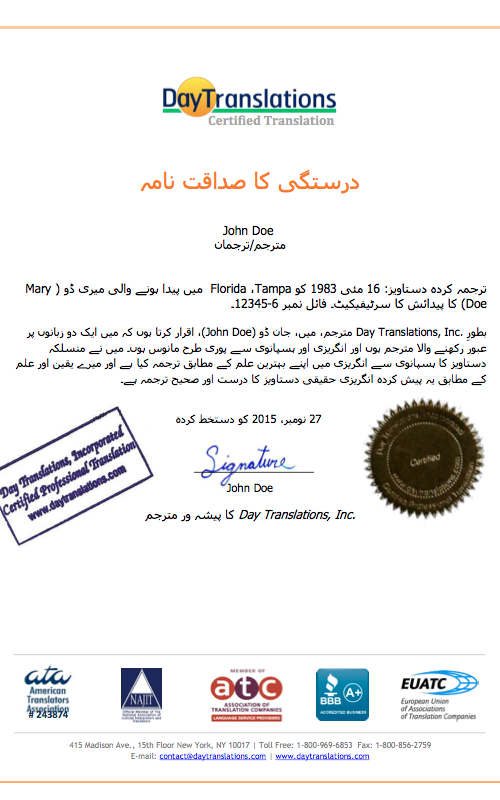 DayTranslations
Certified Translation
درستگی کا صداقت نامہ
John Doe
مترجم/ترجمان
ترجمہ کردہ دستاویز: 16 مئی 1983 کو Florida ،Tampa میں پیدا ہونے والی میری ڈو ( Mary
Doe) کا پیدائش کا سرٹیفیکیٹ۔ فائل نمبر 6-12345۔
بطور Day Translations, Inc. مترجم، میں، جان ڈو (John Doe)، اقرار کرتا ہوں کہ میں ایک دو زبانوں پر
عبور رکھنے والا مترجم ہوں اور انگریزی اور ہسپانوی سے پوری طرح مانوس ہوں۔ میں نے منسلکہ
دستاویز کا ہسپانوی سے انگریزی میں اپنے بہترین علم کے مطابق ترجمہ کیا ہے اور میرے یقین اور علم
کے مطابق یہ پیش کردہ انگریزی حقیقی دستاویز کا درست اور صحیح ترجمہ ہے۔
27 نومبر، 2015 کو دستخط کردہ
Day Translations, Incorporated
Certified Professional Translation
www.daytranslations.com
Signature
Certified
John Doe
Day Translations, Inc. کا پیشہ ور مترجم
ata
American
Translators
Association
# 243874
NAJIT
Official Member of The
National Association of
Judiciary Interpreters and
Translators
MEMBER OF
atc
ASSOCIATION OF
TRANSLATION COMPANIES
LANGUAGE SERVICE PROVIDERS
BBB
A+
ACCREDITED BUSINESS
EUATC
European Union
of Associations
of Translation Companies
415 Madison Ave., 15th Floor New York, NY 10017 | Toll Free: 1-800-969-6853 Fax: 1-800-856-2759
E-mail: contact@daytranslations.com | www.daytranslations.com